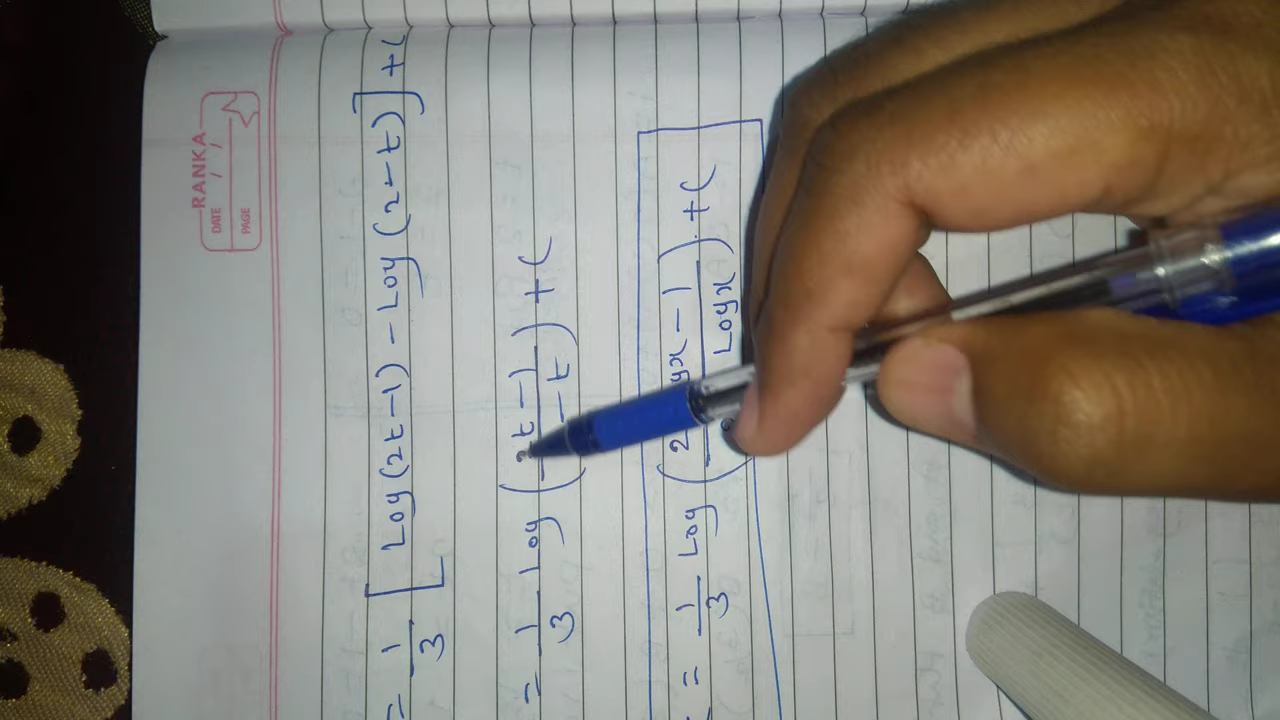 RANKA
DATE / /
PAGE
= 1/3 [Log(2t-1) - Log(2-t)] + C
= 1/3 Log (2t-1 / -t) + C
= 1/3 Log (2 gx-1 / Logx) + C